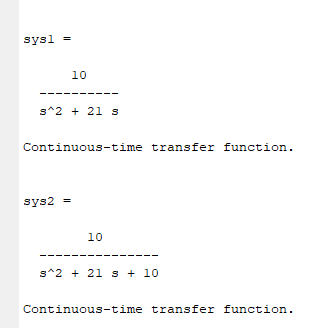 sys1 =
10
----------
s^2 + 21 s
Continuous-time transfer function.
sys2 =
10
---------------
s^2 + 21 s + 10
Continuous-time transfer function.